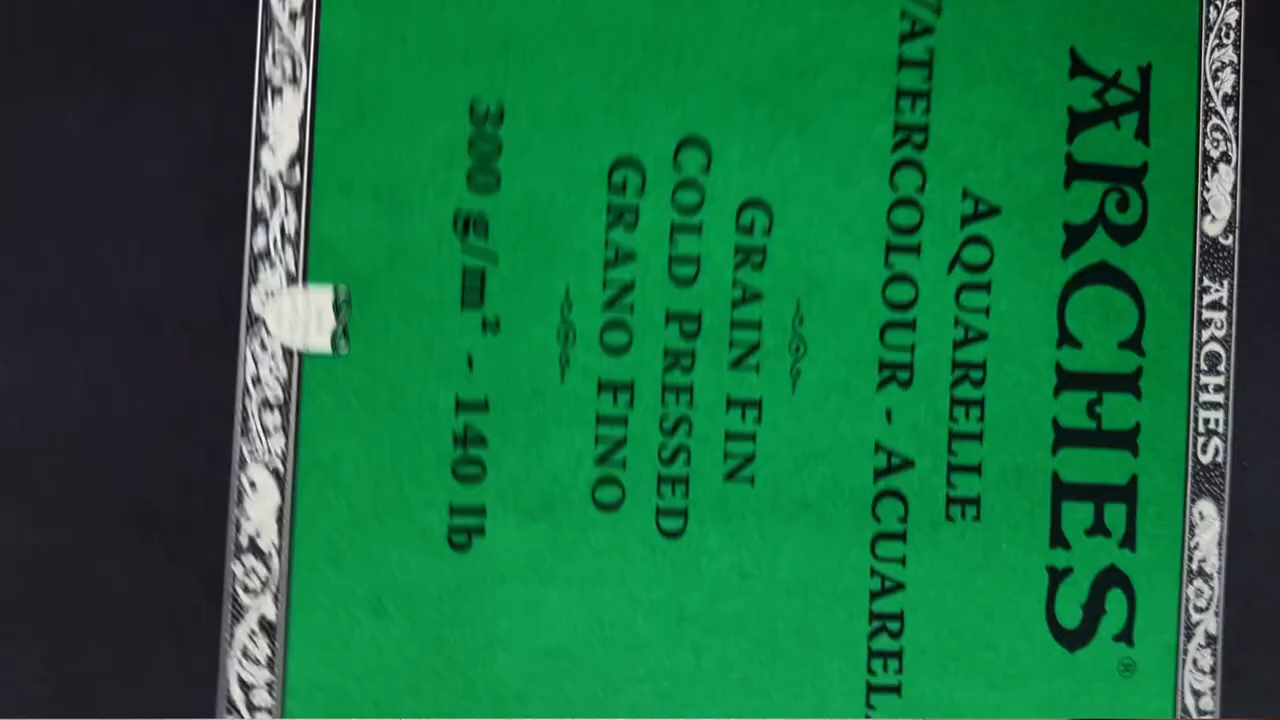 ARCHES
ARCHES®
AQUARELLE
WATERCOLOUR - ACUAREL
GRAIN FIN
COLD PRESSED
GRANO FINO
300 g/m² - 140 lb